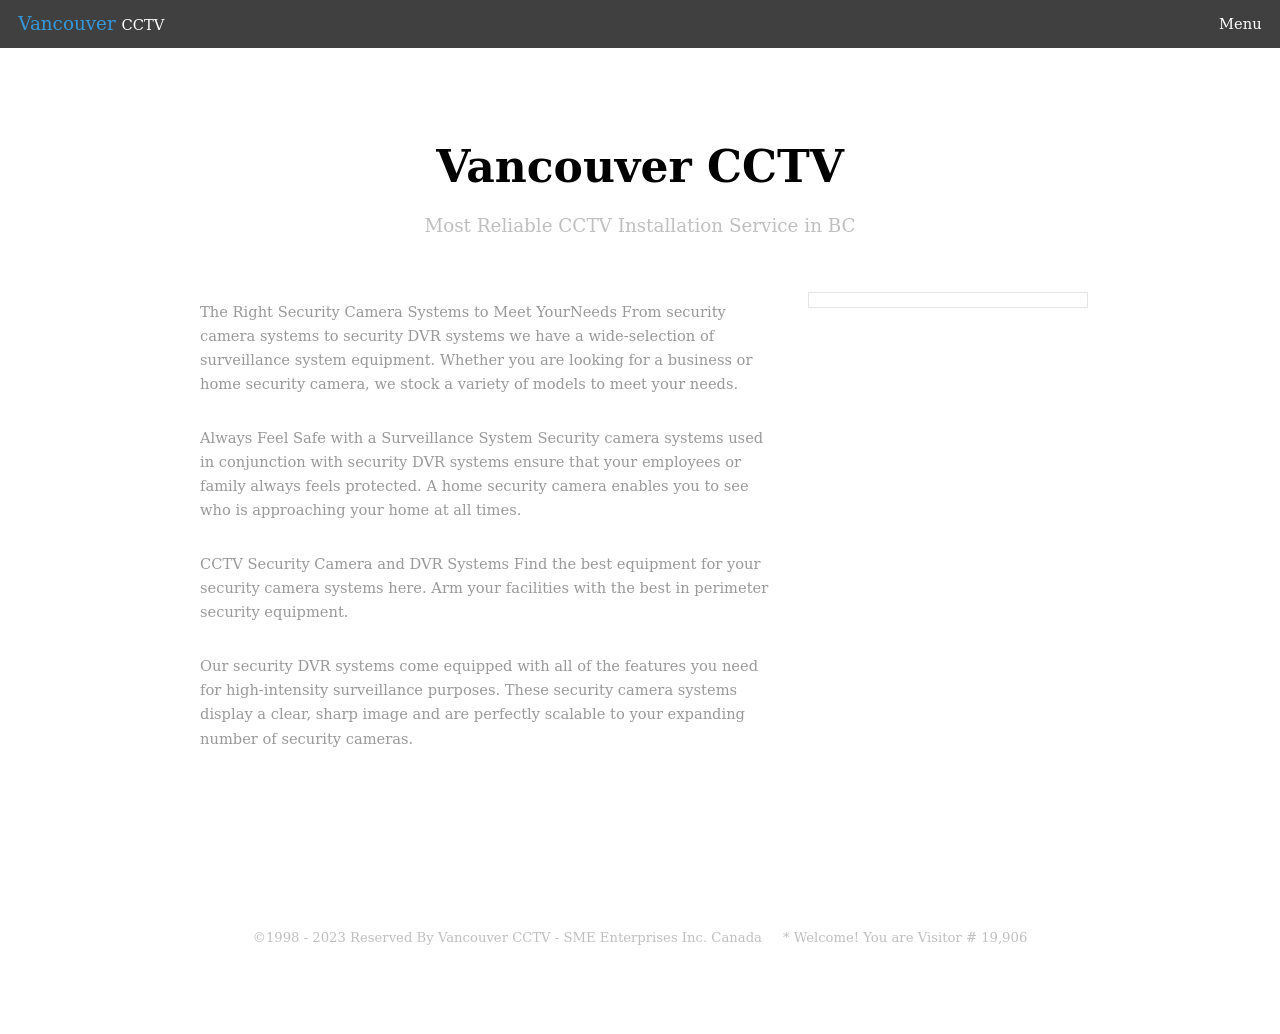 Vancouver CCTV
Menu
Vancouver CCTV
Most Reliable CCTV Installation Service in BC
The Right Security Camera Systems to Meet YourNeeds From security
camera systems to security DVR systems we have a wide-selection of
surveillance system equipment. Whether you are looking for a business or
home security camera, we stock a variety of models to meet your needs.
Always Feel Safe with a Surveillance System Security camera systems used
in conjunction with security DVR systems ensure that your employees or
family always feels protected. A home security camera enables you to see
who is approaching your home at all times.
CCTV Security Camera and DVR Systems Find the best equipment for your
security camera systems here. Arm your facilities with the best in perimeter
security equipment.
Our security DVR systems come equipped with all of the features you need
for high-intensity surveillance purposes. These security camera systems
display a clear, sharp image and are perfectly scalable to your expanding
number of security cameras.
©1998 - 2023 Reserved By Vancouver CCTV - SME Enterprises Inc. Canada * Welcome! You are Visitor # 19,906